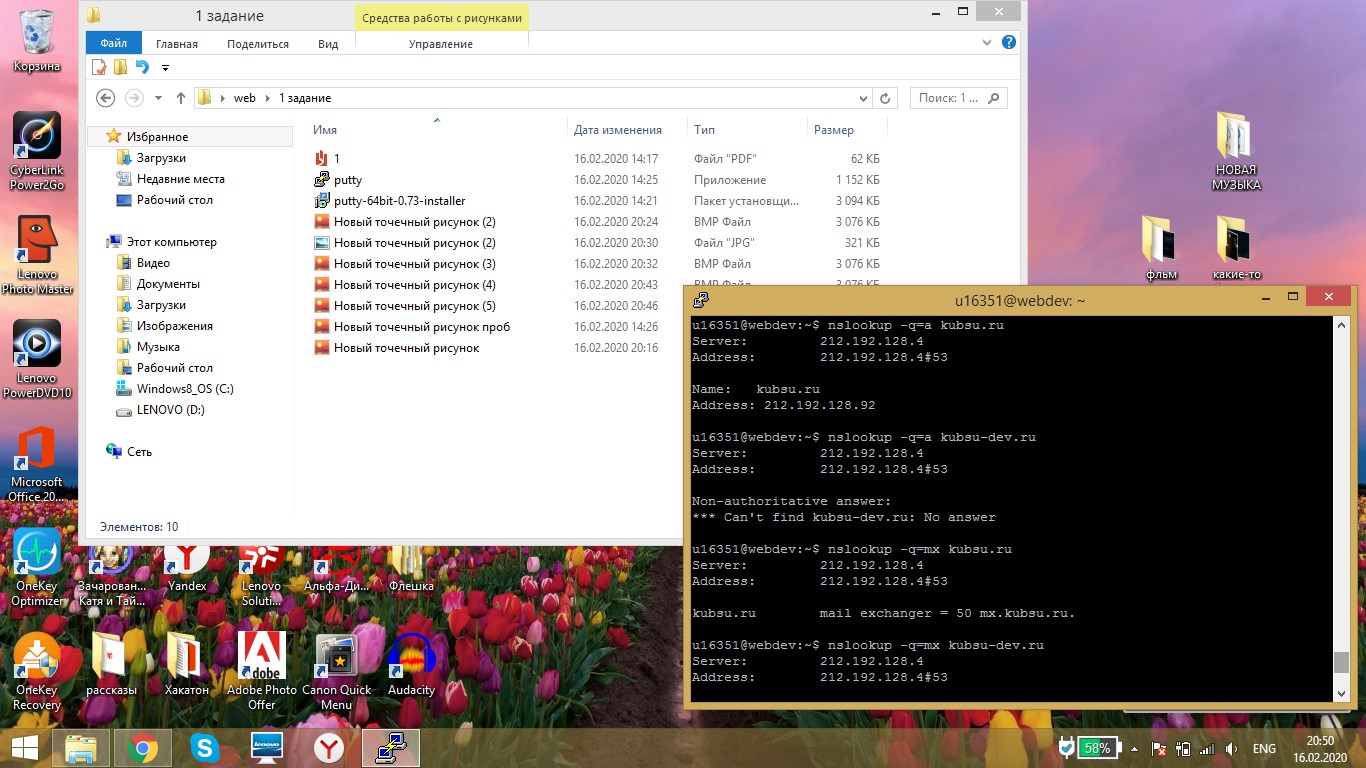 Корзина
CyberLink
Power2Go
Lenovo
Photo Master
Lenovo
PowerDVD10
Microsoft
Office 20...
OneKey
Optimizer
Зачарован...
Катя и Тай...
Yandex
Lenovo
Soluti...
Альфа-Ди...
Флешка
OneKey
Recovery
рассказы
Хакатон
Adobe Photo
Offer
Canon Quick
Menu
Audacity
НОВАЯ
МУЗЫКА
фльм
какие-то
1 задание
Средства работы с рисунками
Файл
Главная
Поделиться
Вид
Управление
web
1 задание
Поиск: 1 ...
Избранное
Загрузки
Недавние места
Рабочий стол
Этот компьютер
Видео
Документы
Загрузки
Изображения
Музыка
Рабочий стол
Windows8_OS (C:)
LENOVO (D:)
Сеть
Имя Дата изменения Тип Размер
1 16.02.2020 14:17 Файл "PDF" 62 КБ
putty 16.02.2020 14:25 Приложение 1 152 КБ
putty-64bit-0.73-installer 16.02.2020 14:21 Пакет установщи... 3 094 КБ
Новый точечный рисунок (2) 16.02.2020 20:24 BMP Файл 3 076 КБ
Новый точечный рисунок (2) 16.02.2020 20:30 Файл "JPG" 321 КБ
Новый точечный рисунок (3) 16.02.2020 20:32 BMP Файл 3 076 КБ
Новый точечный рисунок (4) 16.02.2020 20:43 BMP Файл 3 076 КБ
Новый точечный рисунок (5) 16.02.2020 20:46
Новый точечный рисунок проб 16.02.2020 14:26
Новый точечный рисунок 16.02.2020 20:16
Элементов: 10
u16351@webdev: ~
u16351@webdev:~$ nslookup -q=a kubsu.ru
Server: 212.192.128.4
Address: 212.192.128.4#53
Name: kubsu.ru
Address: 212.192.128.92
u16351@webdev:~$ nslookup -q=a kubsu-dev.ru
Server: 212.192.128.4
Address: 212.192.128.4#53
Non-authoritative answer:
*** Can't find kubsu-dev.ru: No answer
u16351@webdev:~$ nslookup -q=mx kubsu.ru
Server: 212.192.128.4
Address: 212.192.128.4#53
kubsu.ru mail exchanger = 50 mx.kubsu.ru.
u16351@webdev:~$ nslookup -q=mx kubsu-dev.ru
Server: 212.192.128.4
Address: 212.192.128.4#53
58%
ENG
20:50
16.02.2020